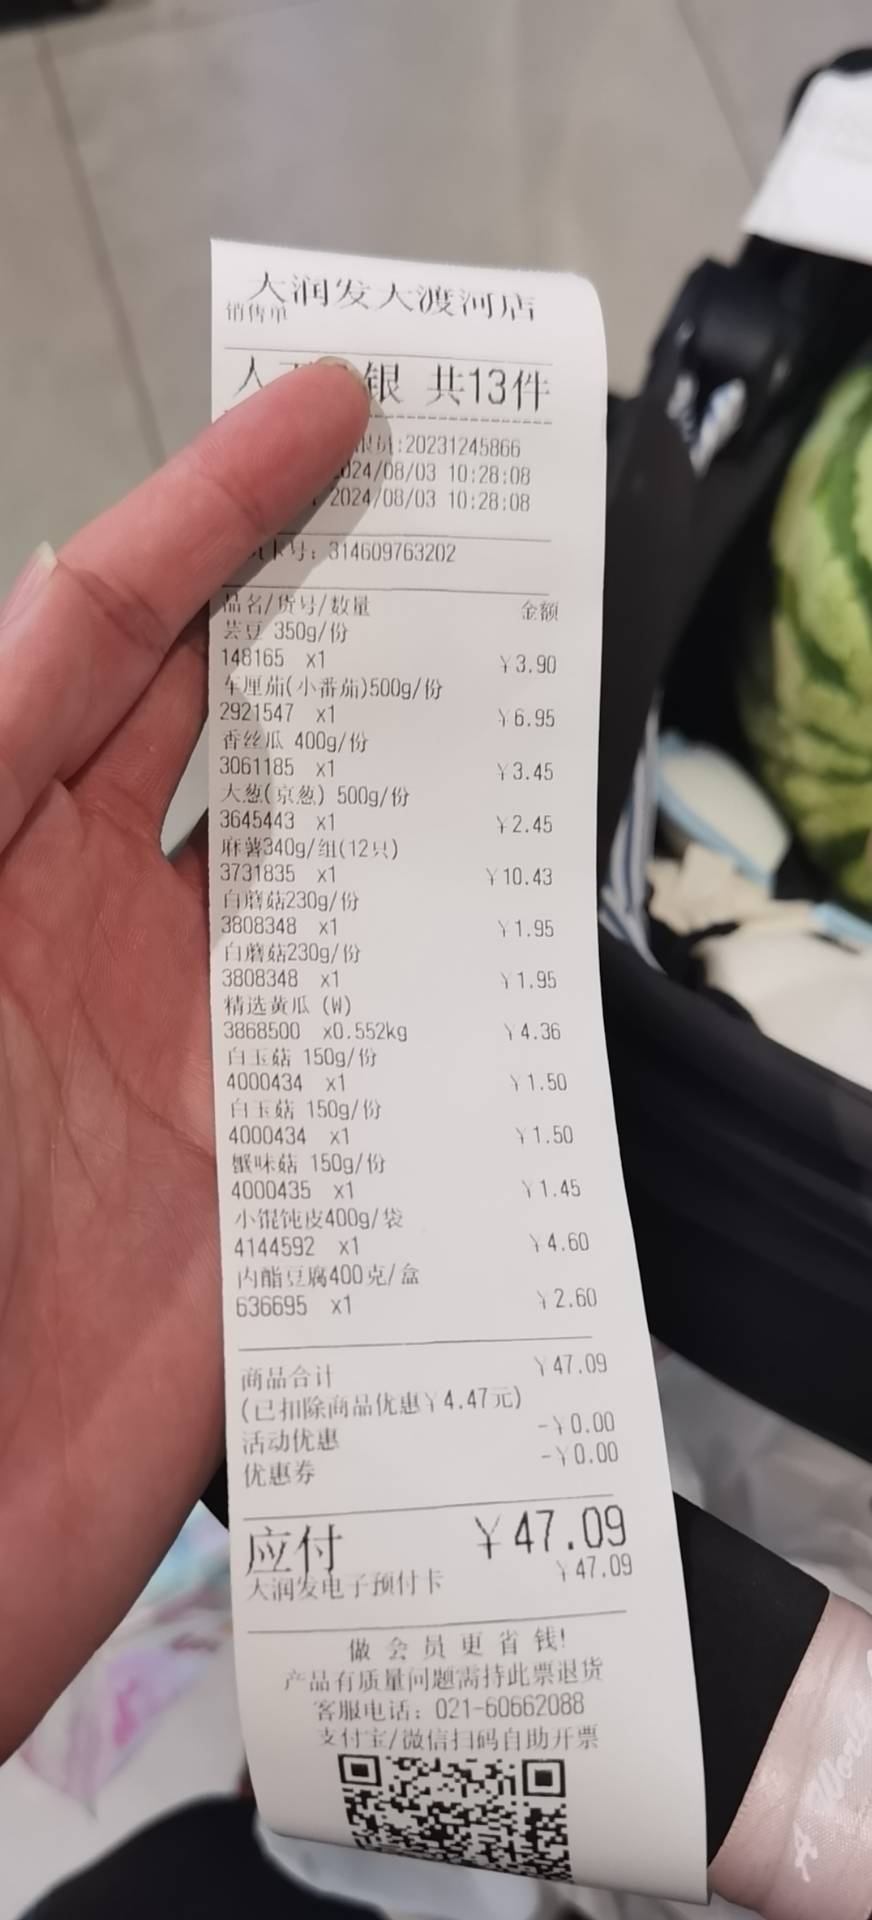 大润发大渡河店
销售单
银 共13件
员:20231245866
2024/08/03 10:28:08
2024/08/03 10:28:08
卡号: 314609763202
品名/货号/数量 金额
芸豆 350g/份
148165 x1 ¥3.90
车厘茄(小番茄)500g/份
2921547 x1 ¥6.95
香丝瓜 400g/份
3061185 x1 ¥3.45
大葱(京葱) 500g/份
3645443 x1 ¥2.45
麻薯340g/组(12只)
3731835 x1 ¥10.43
白蘑菇230g/份
3808348 x1 ¥1.95
白蘑菇230g/份
3808348 x1 ¥1.95
精选黄瓜 (W)
3868500 x0.552kg ¥4.36
白玉菇 150g/份
4000434 x1 ¥1.50
白玉菇 150g/份
4000434 x1 ¥1.50
蟹味菇 150g/份
4000435 x1 ¥1.45
小馄饨皮400g/袋
4144592 x1 ¥4.60
内酯豆腐400克/盒
636695 x1 ¥2.60
商品合计 ¥47.09
(已扣除商品优惠¥4.47元)
活动优惠 -¥0.00
优惠券 -¥0.00
应付 ¥47.09
大润发电子预付卡 ¥47.09
做会员更省钱!
产品有质量问题需持此票退货
客服电话: 021-60662088
支付宝/微信扫码自助开票
A World